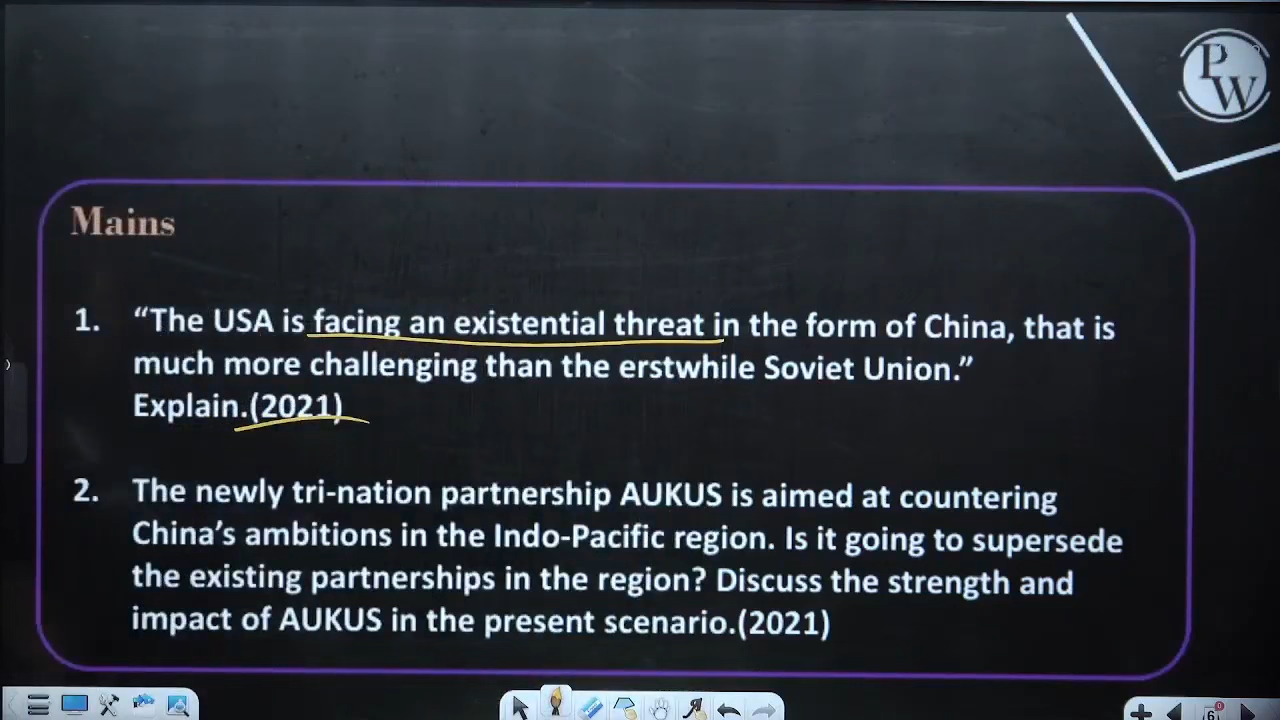 PW
Mains
1. “The USA is facing an existential threat in the form of China, that is
much more challenging than the erstwhile Soviet Union.”
Explain.(2021)
2. The newly tri-nation partnership AUKUS is aimed at countering
China’s ambitions in the Indo-Pacific region. Is it going to supersede
the existing partnerships in the region? Discuss the strength and
impact of AUKUS in the present scenario.(2021)
6